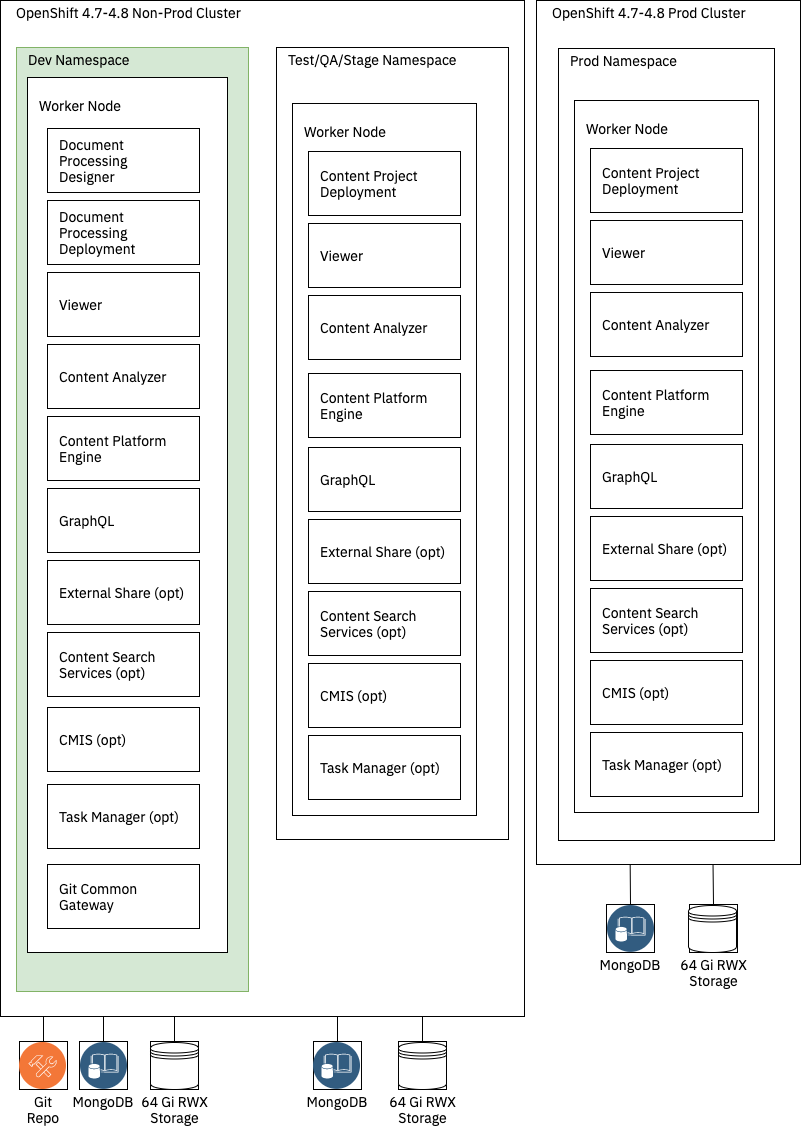 OpenShift 4.7-4.8 Non-Prod Cluster
Dev Namespace
Worker Node
Document
Processing
Designer
Document
Processing
Deployment
Viewer
Content Analyzer
Content Platform
Engine
GraphQL
External Share (opt)
Content Search
Services (opt)
CMIS (opt)
Task Manager (opt)
Git Common
Gateway
Test/QA/Stage Namespace
Worker Node
Content Project
Deployment
Viewer
Content Analyzer
Content Platform
Engine
GraphQL
External Share (opt)
Content Search
Services (opt)
CMIS (opt)
Task Manager (opt)
Git
Repo
MongoDB
64 Gi RWX
Storage
MongoDB
64 Gi RWX
Storage
OpenShift 4.7-4.8 Prod Cluster
Prod Namespace
Worker Node
Content Project
Deployment
Viewer
Content Analyzer
Content Platform
Engine
GraphQL
External Share (opt)
Content Search
Services (opt)
CMIS (opt)
Task Manager (opt)
MongoDB
64 Gi RWX
Storage